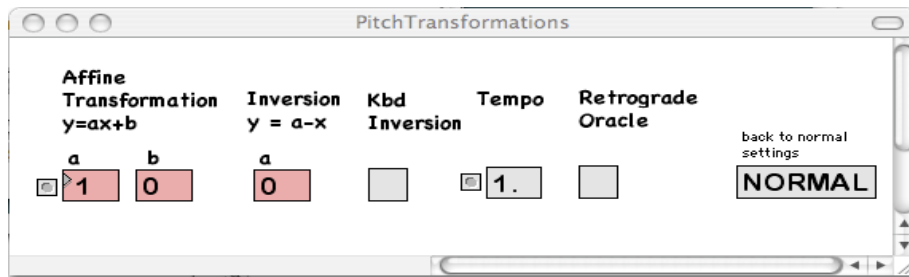 PitchTransformations
Affine
Transformation
y=ax+b
a b
1 0
Inversion
y = a-x
a
0
Kbd
Inversion
Tempo
1.
Retrograde
Oracle
back to normal
settings
NORMAL